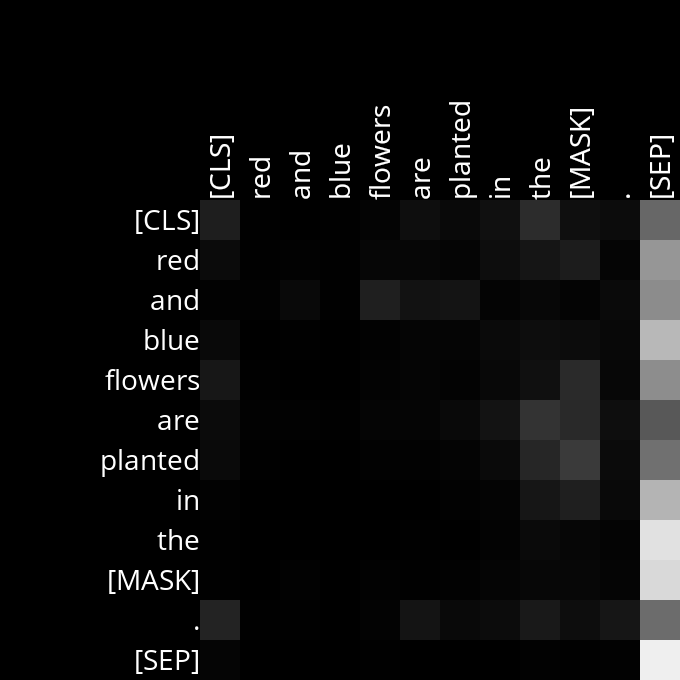 [CLS] red and blue flowers are planted in the [MASK] . [SEP]
[CLS]
red
and
blue
flowers
are
planted
in
the
[MASK]
.
[SEP]